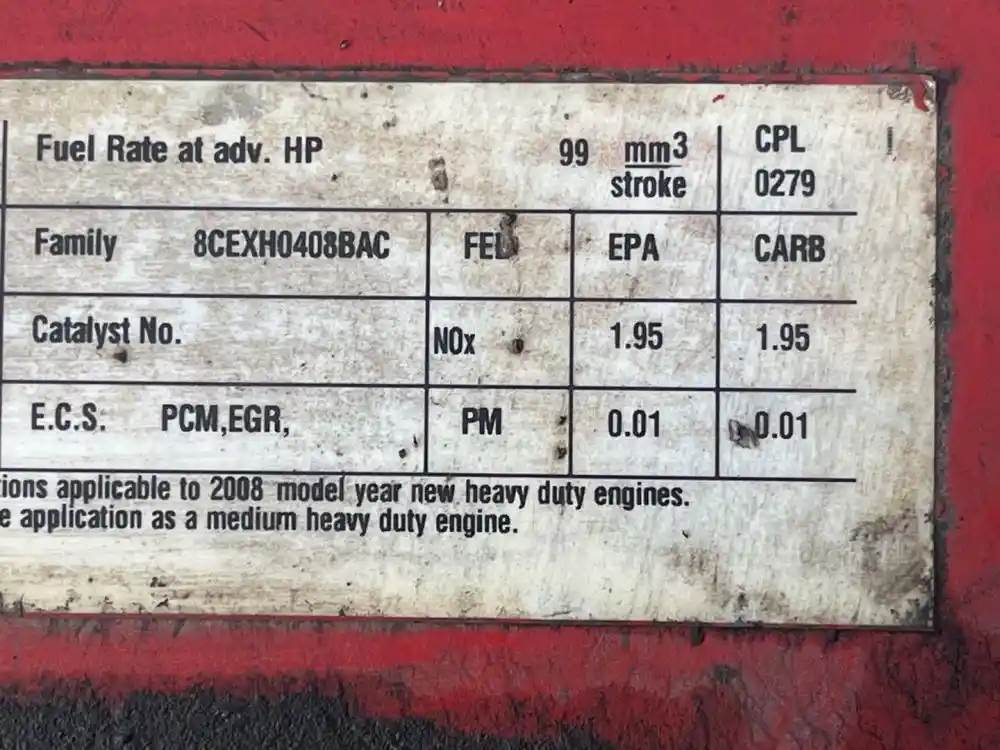 Fuel Rate at adv. HP 99 mm3 CPL
stroke 0279
Family 8CEXH0408BAC FEL EPA CARB
Catalyst No. NOx 1.95 1.95
E.C.S: PCM,EGR, PM 0.01 0.01
ions applicable to 2008 model year new heavy duty engines.
e application as a medium heavy duty engine.